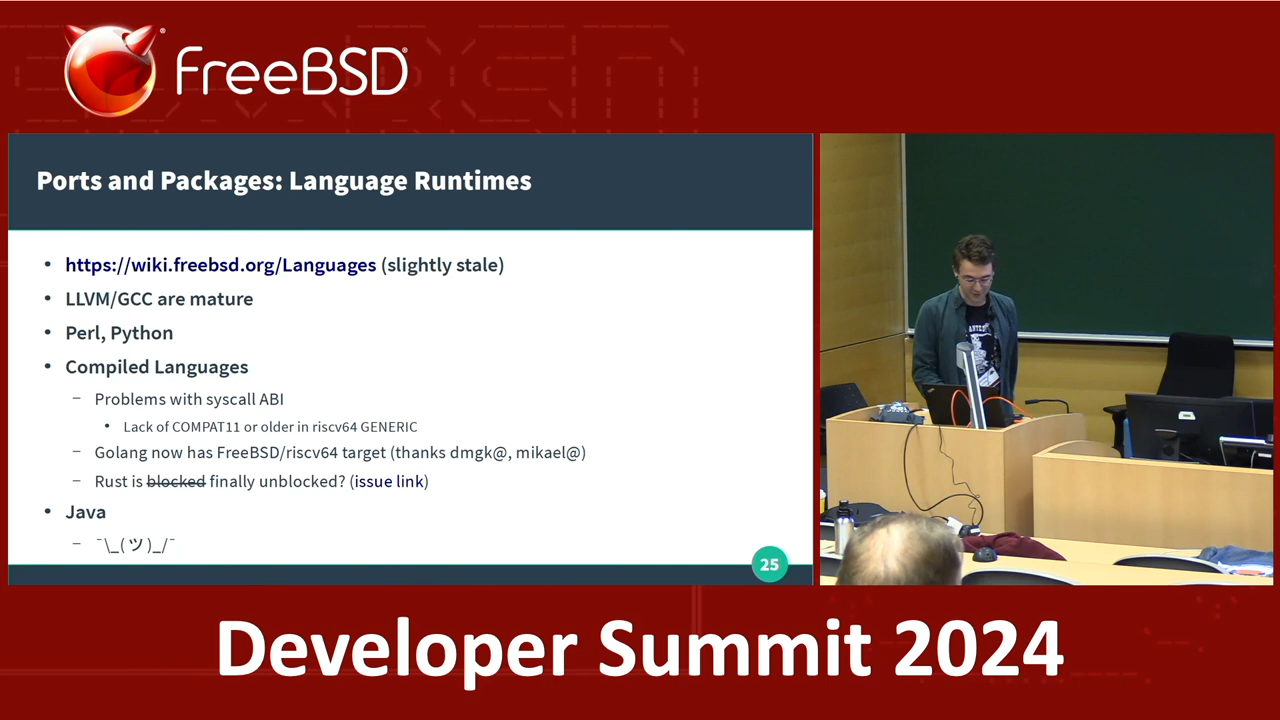 FreeBSD®
Ports and Packages: Language Runtimes
• https://wiki.freebsd.org/Languages (slightly stale)
• LLVM/GCC are mature
• Perl, Python
• Compiled Languages
– Problems with syscall ABI
• Lack of COMPAT11 or older in riscv64 GENERIC
– Golang now has FreeBSD/riscv64 target (thanks dmgk@, mikael@)
– Rust is blocked finally unblocked? (issue link)
• Java
– ¯\_(ツ)_/¯
25
Developer Summit 2024